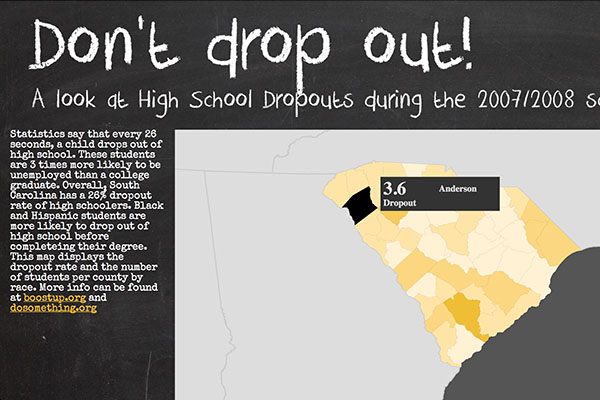 Don't drop out!
A look at High School Dropouts during the 2007/2008 sc
Statistics say that every 26
seconds, a child drops out of
high school. These students
are 3 times more likely to be
unemployed than a college
graduate. Overall, South
Carolina has a 26% dropout
rate of high schoolers. Black
and Hispanic students are
more likely to drop out of
high school before
completeing their degree.
This map displays the
dropout rate and the number
of students per county by
race. More info can be found
at boostup.org and
dosomething.org
3.6 Anderson
Dropout